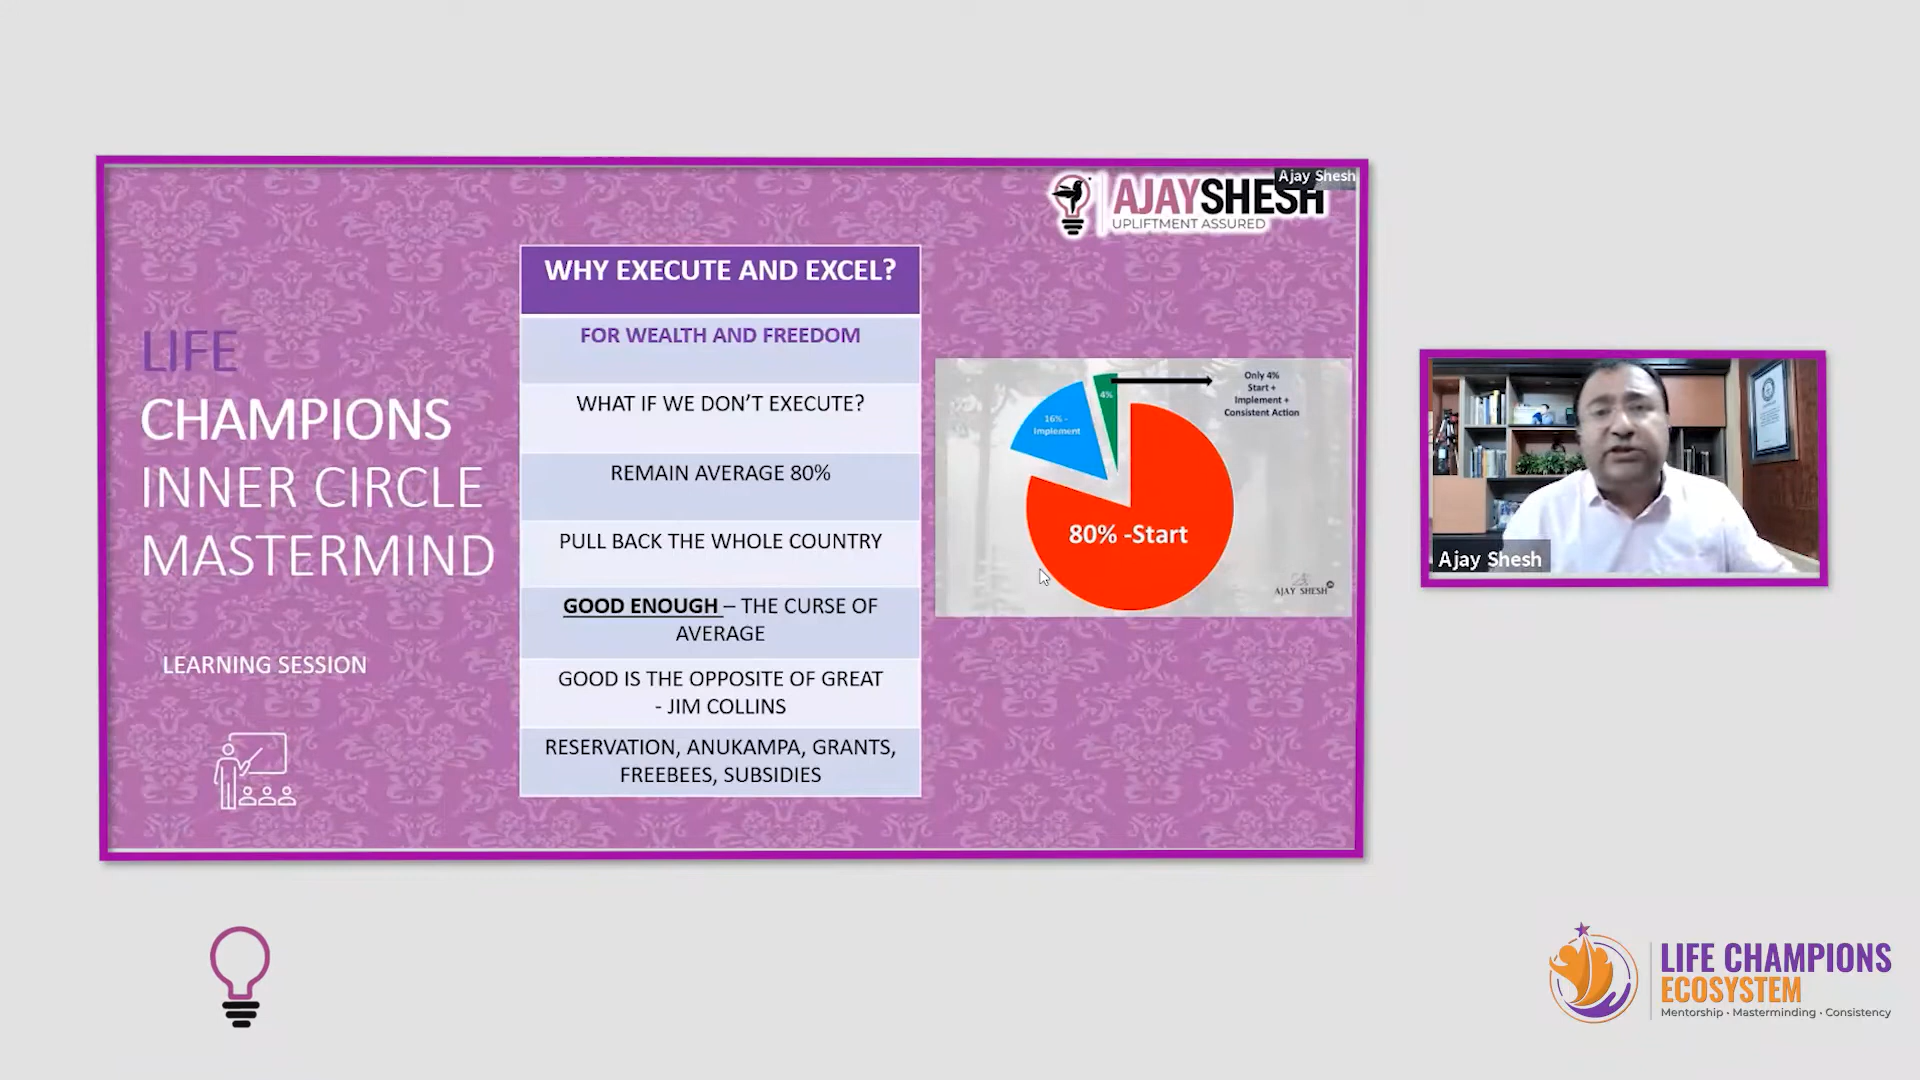 Ajay Shesh
AJAYSHESH
UPLIFTMENT ASSURED
LIFE
CHAMPIONS
INNER CIRCLE
MASTERMIND
LEARNING SESSION
WHY EXECUTE AND EXCEL?
FOR WEALTH AND FREEDOM
WHAT IF WE DON’T EXECUTE?
REMAIN AVERAGE 80%
PULL BACK THE WHOLE COUNTRY
GOOD ENOUGH – THE CURSE OF
AVERAGE
GOOD IS THE OPPOSITE OF GREAT
- JIM COLLINS
RESERVATION, ANUKAMPA, GRANTS,
FREEBEES, SUBSIDIES
Only 4%
Start +
Implement +
Consistent Action
4%
16% -
Implement
80% -Start
AJAY SHESH
Ajay Shesh
LIFE CHAMPIONS
ECOSYSTEM
Mentorship • Masterminding • Consistency